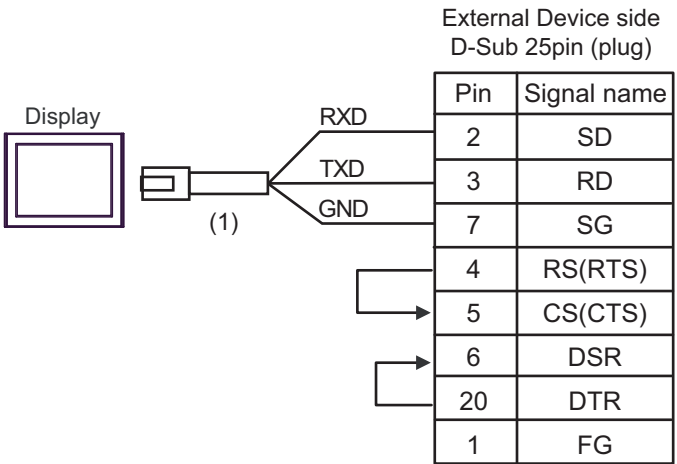 External Device side
D-Sub 25pin (plug)
Display
RXD
TXD
GND
(1)
Pin Signal name
2 SD
3 RD
7 SG
4 RS(RTS)
5 CS(CTS)
6 DSR
20 DTR
1 FG